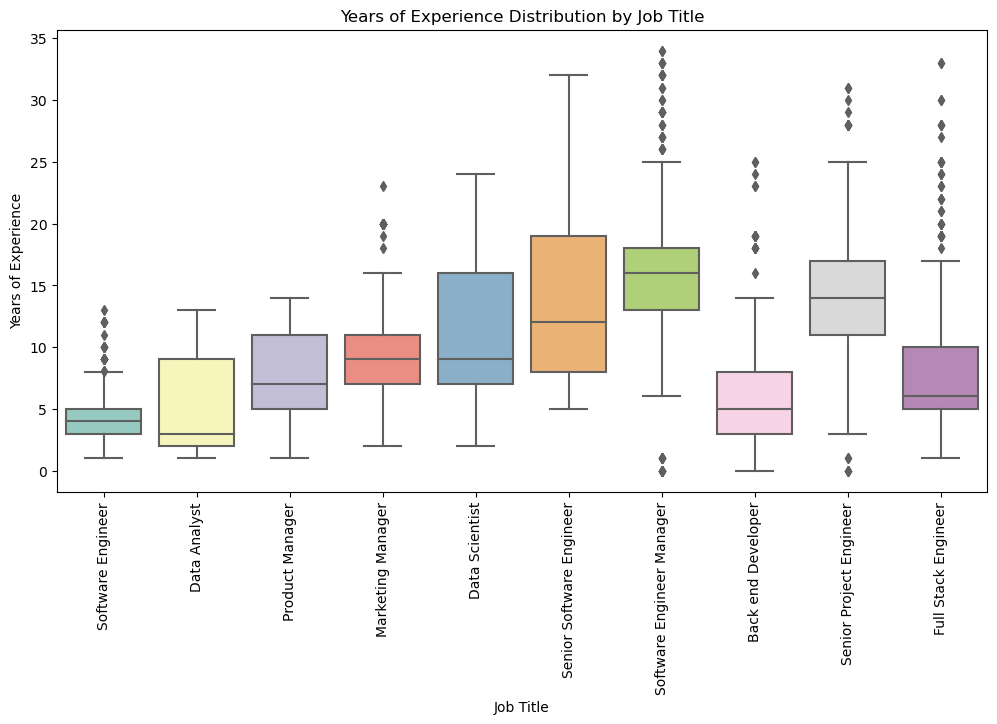 Years of Experience Distribution by Job Title
Years of Experience
35
30
25
20
15
10
5
0
Software Engineer
Data Analyst
Product Manager
Marketing Manager
Data Scientist
Senior Software Engineer
Software Engineer Manager
Back end Developer
Senior Project Engineer
Full Stack Engineer
Job Title